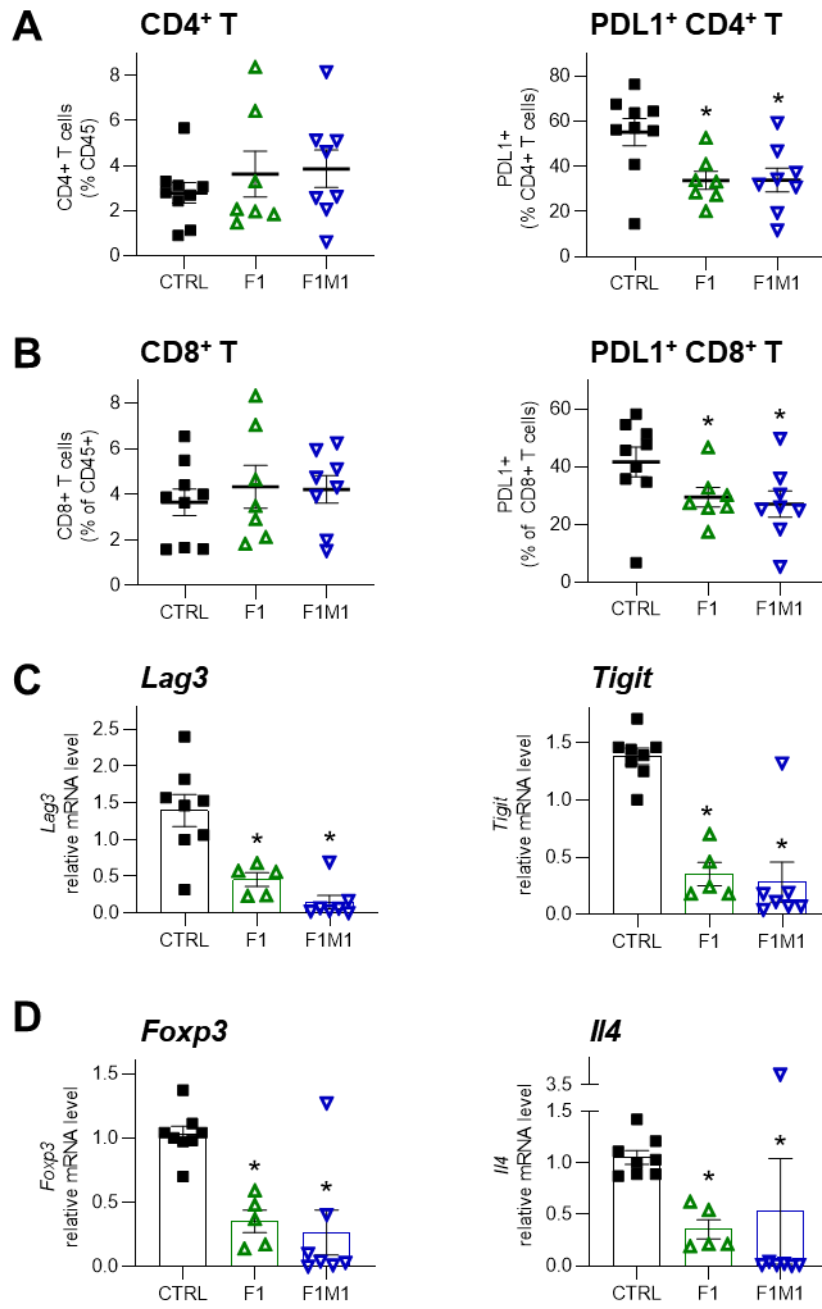 A
CD4⁺ T
CD4+ T cells
(% CD45)
8
6
4
2
0
CTRL F1 F1M1
PDL1⁺ CD4⁺ T
PDL1+
(% CD4+ T cells)
80
60
40
20
0
* *
CTRL F1 F1M1
B
CD8⁺ T
CD8+ T cells
(% of CD45+)
8
6
4
2
0
CTRL F1 F1M1
PDL1⁺ CD8⁺ T
PDL1+
(% of CD8+ T cells)
60
40
20
0
* *
CTRL F1 F1M1
C
Lag3
Lag3
relative mRNA level
2.5
2.0
1.5
1.0
0.5
0.0
* *
CTRL F1 F1M1
Tigit
Tigit
relative mRNA level
1.5
1.0
0.5
0.0
* *
CTRL F1 F1M1
D
Foxp3
Foxp3
relative mRNA level
1.5
1.0
0.5
0.0
* *
CTRL F1 F1M1
Il4
Il4
relative mRNA level
3.5
1.5
1.0
0.5
0.0
* *
CTRL F1 F1M1